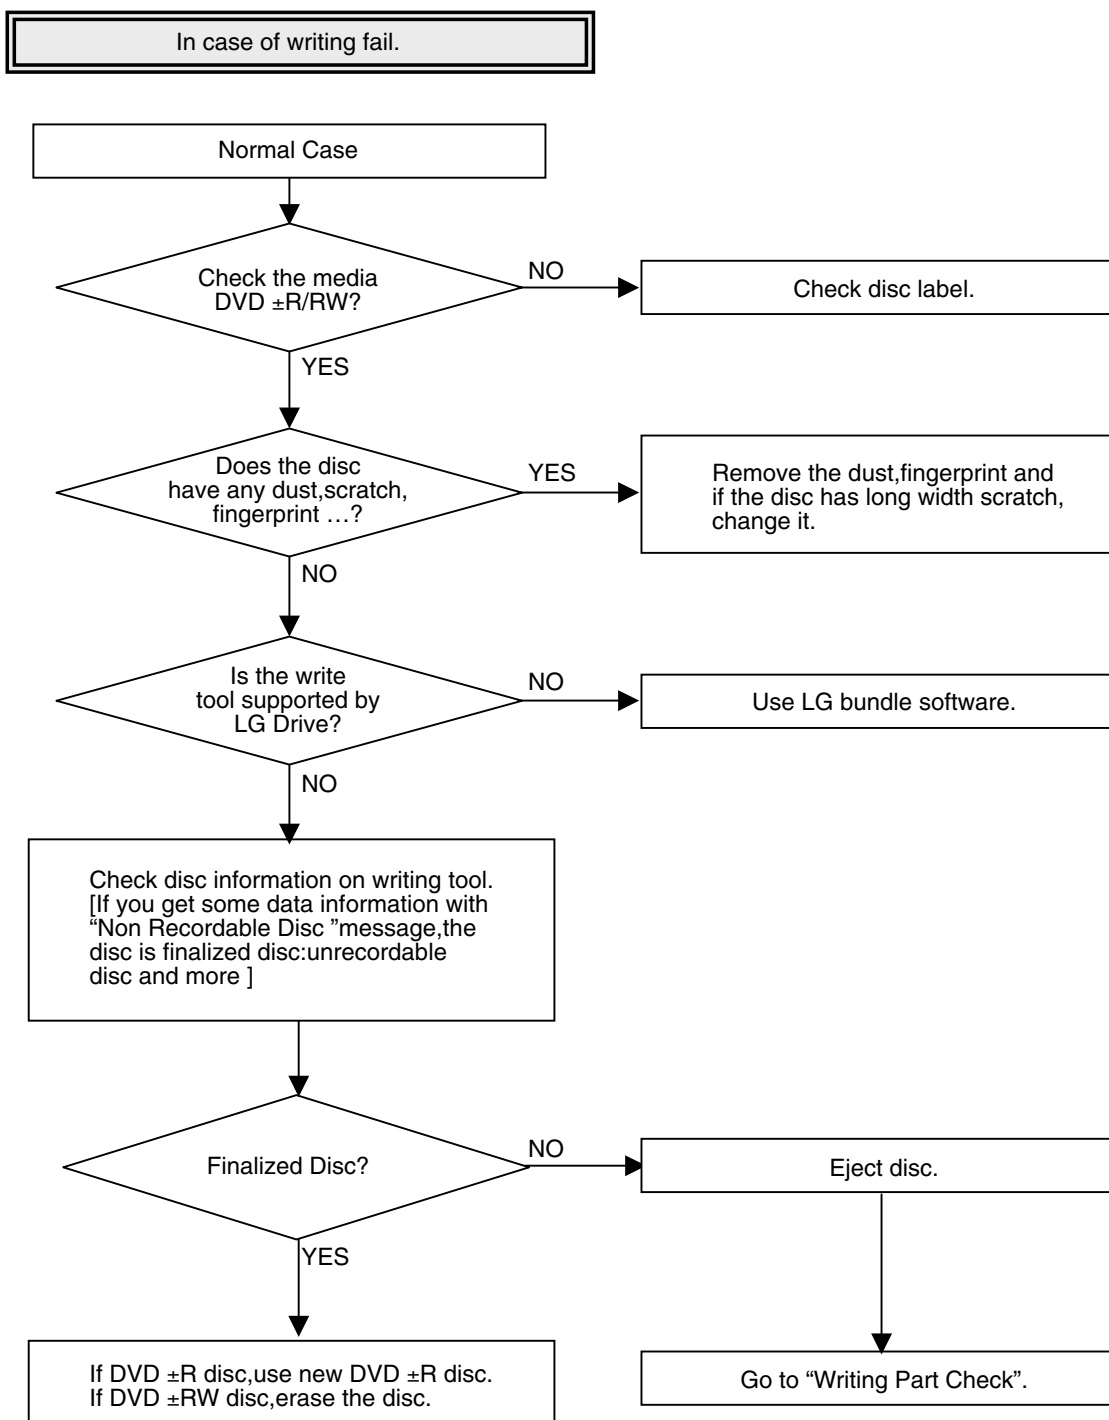 In case of writing fail.
Normal Case
Check the media
DVD ±R/RW?
NO
Check disc label.
YES
Does the disc
have any dust,scratch,
fingerprint …?
YES
Remove the dust,fingerprint and
if the disc has long width scratch,
change it.
NO
Is the write
tool supported by
LG Drive?
NO
Use LG bundle software.
NO
Check disc information on writing tool.
[If you get some data information with
“Non Recordable Disc ”message,the
disc is finalized disc:unrecordable
disc and more ]
Finalized Disc?
NO
Eject disc.
YES
If DVD ±R disc,use new DVD ±R disc.
If DVD ±RW disc,erase the disc.
Go to “Writing Part Check”.